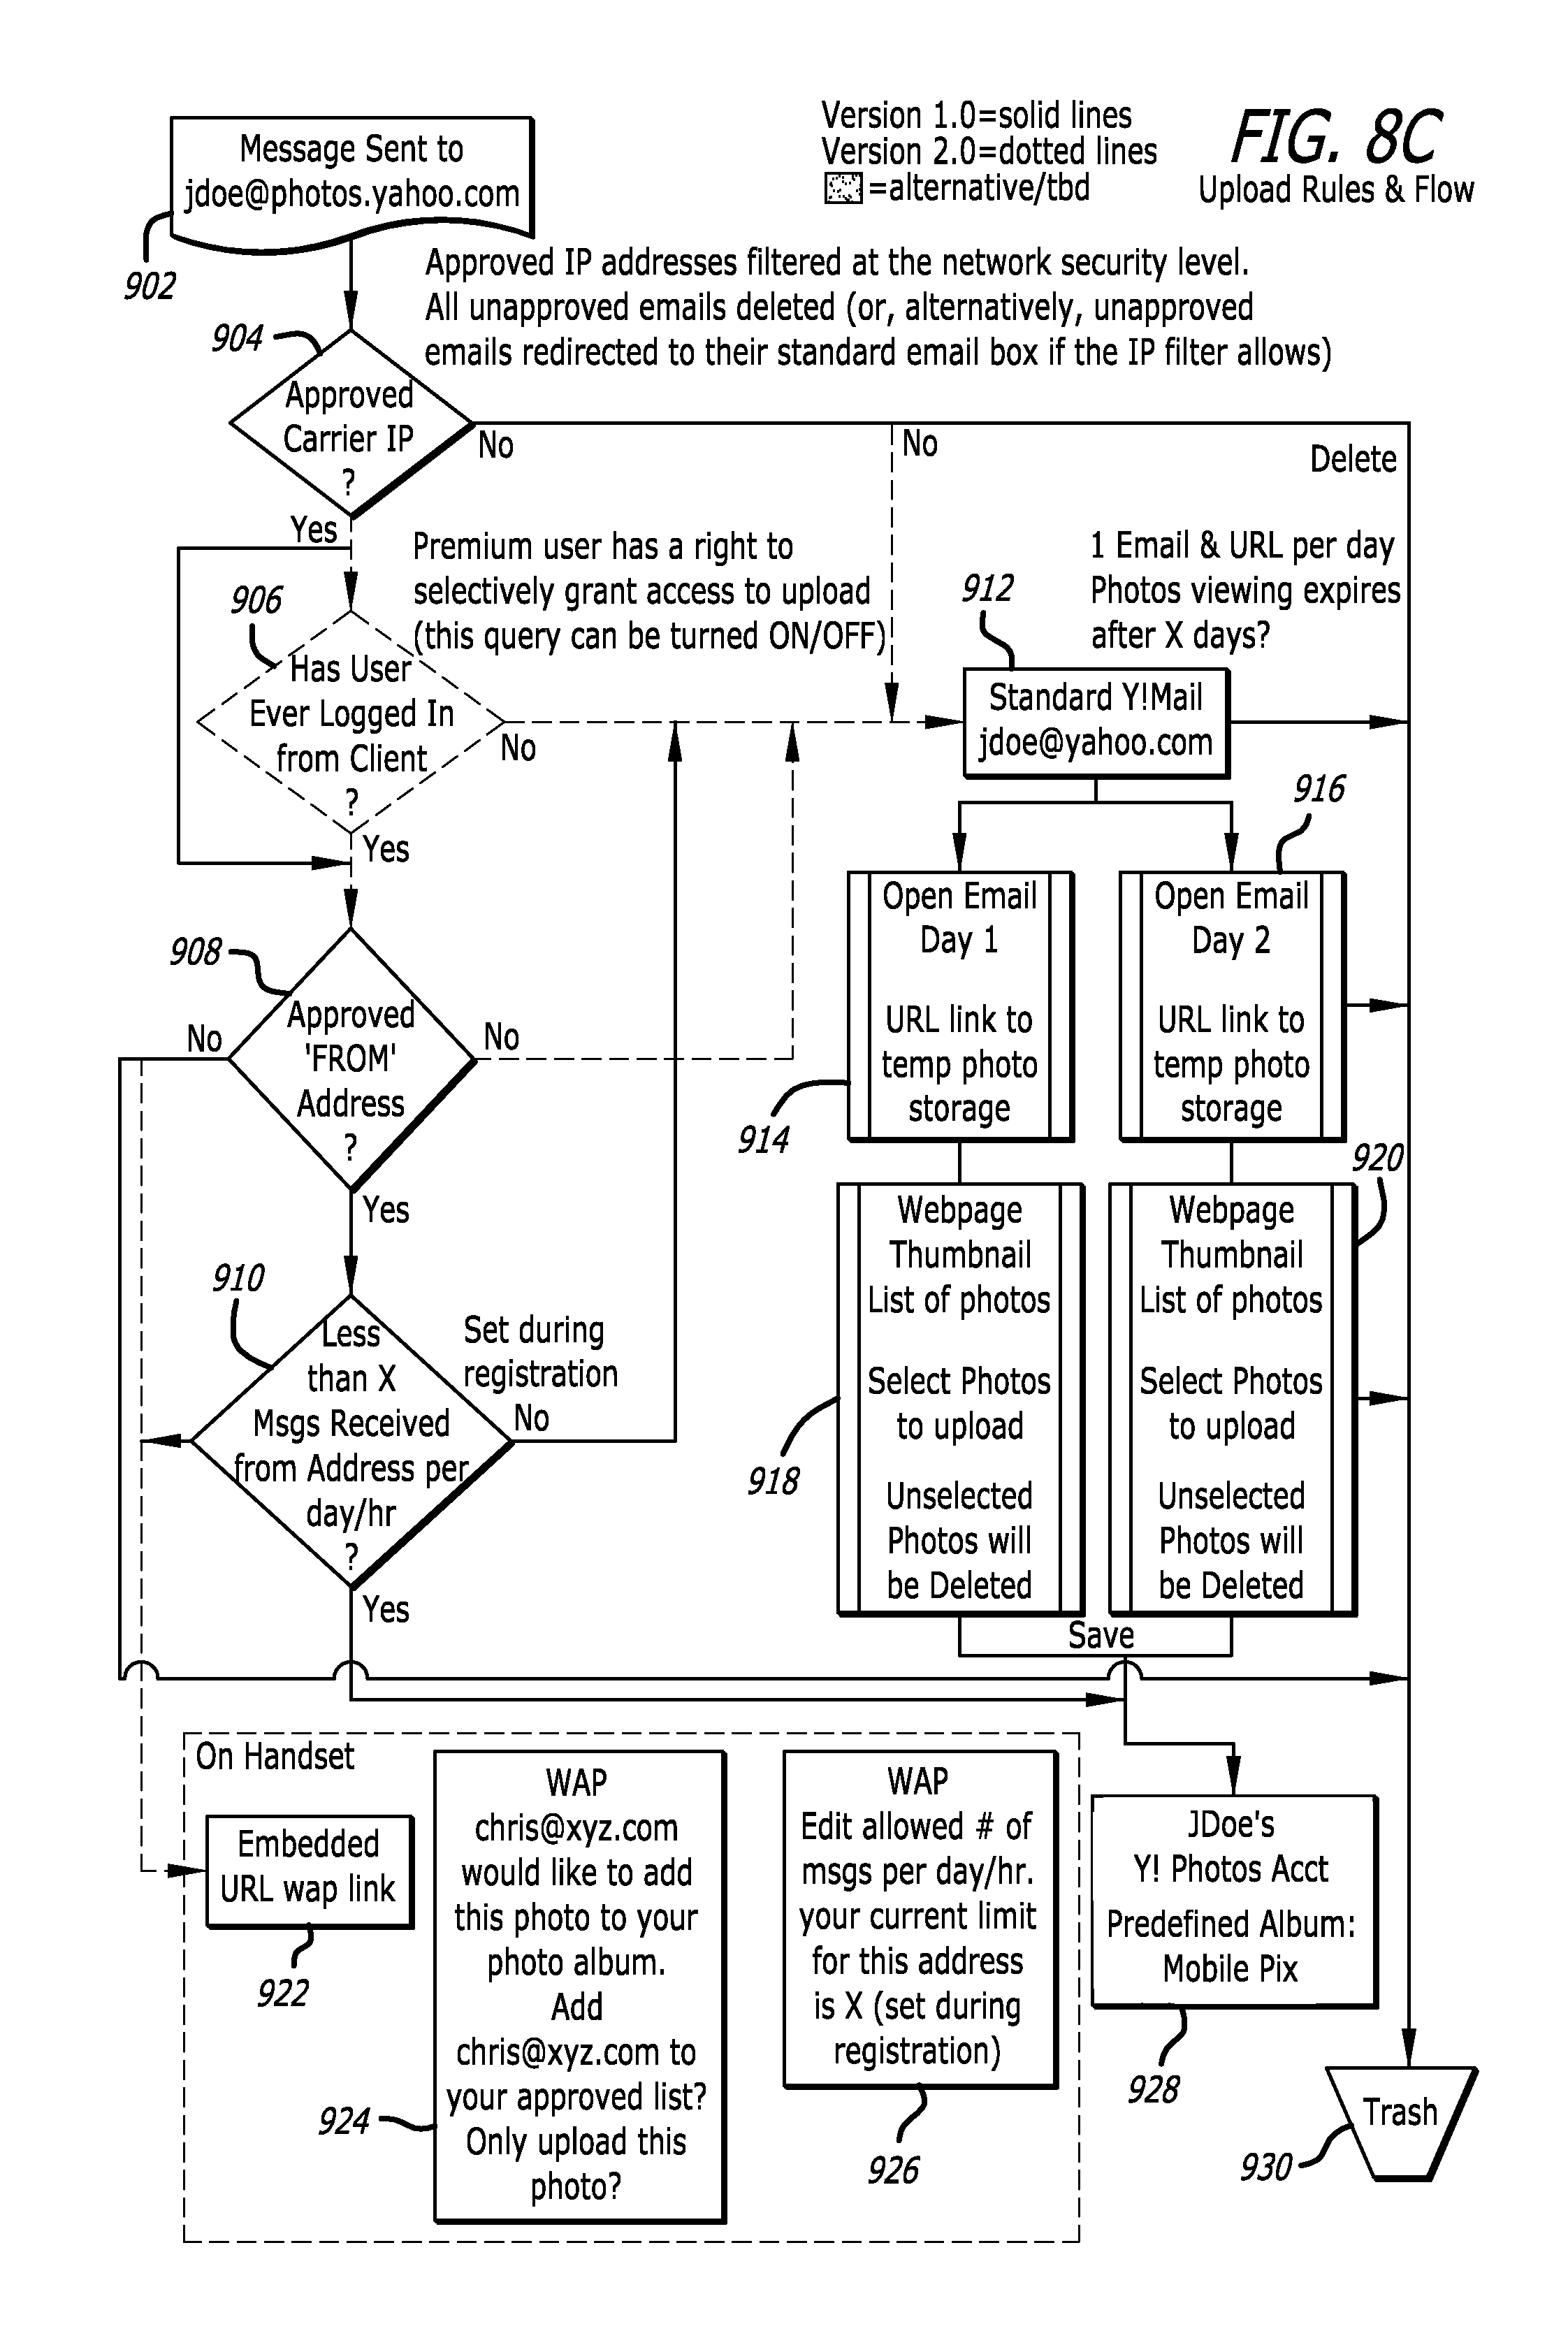 Version 1.0=solid lines
Version 2.0=dotted lines
=alternative/tbd
FIG. 8C
Upload Rules & Flow
Message Sent to
jdoe@photos.yahoo.com
902
Approved IP addresses filtered at the network security level.
All unapproved emails deleted (or, alternatively, unapproved
emails redirected to their standard email box if the IP filter allows)
904
Approved
Carrier IP
?
No
No
Delete
Yes
Premium user has a right to
selectively grant access to upload
(this query can be turned ON/OFF)
906
Has User
Ever Logged In
from Client
?
No
Yes
1 Email & URL per day
Photos viewing expires
after X days?
912
Standard Y!Mail
jdoe@yahoo.com
908
Approved
'FROM'
Address
?
No
No
Yes
914
Open Email
Day 1
URL link to
temp photo
storage
916
Open Email
Day 2
URL link to
temp photo
storage
910
Less
than X
Msgs Received
from Address per
day/hr
?
Set during
registration
No
Yes
918
Webpage
Thumbnail
List of photos
Select Photos
to upload
Unselected
Photos will
be Deleted
920
Webpage
Thumbnail
List of photos
Select Photos
to upload
Unselected
Photos will
be Deleted
Save
On Handset
Embedded
URL wap link
922
WAP
chris@xyz.com
would like to add
this photo to your
photo album.
Add
chris@xyz.com to
your approved list?
Only upload this
photo?
924
WAP
Edit allowed # of
msgs per day/hr.
your current limit
for this address
is X (set during
registration)
926
JDoe's
Y! Photos Acct
Predefined Album:
Mobile Pix
928
Trash
930